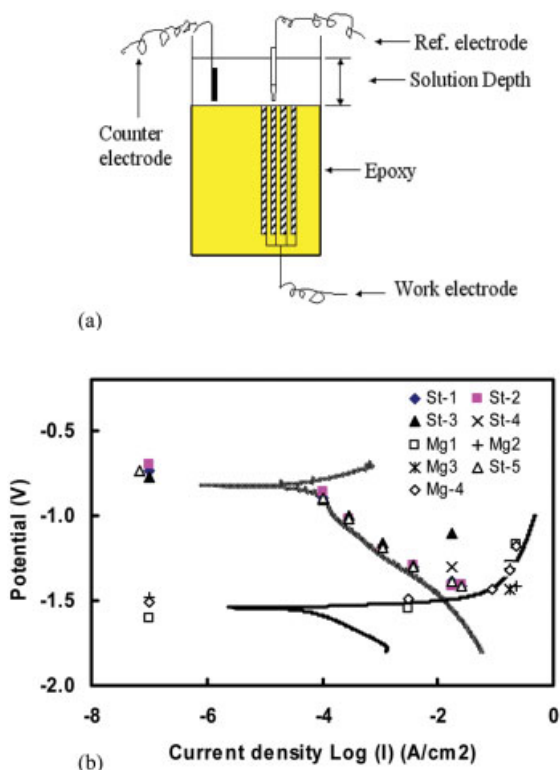 Ref. electrode
Solution Depth
Counter
electrode
Epoxy
Work electrode
(a)
St-1 St-2
St-3 St-4
Mg1 Mg2
Mg3 St-5
Mg-4
-0.5
-1.0
-1.5
-2.0
Potential (V)
-8 -6 -4 -2 0
Current density Log (I) (A/cm2)
(b)